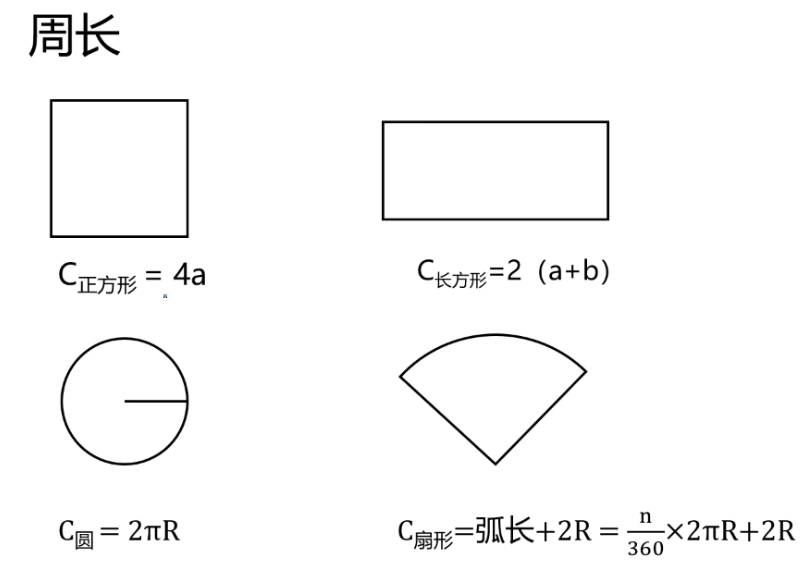 周长
C正方形 = 4a
C长方形=2（a+b）
C圆 = 2πR
C扇形=弧长+2R = n/360×2πR+2R